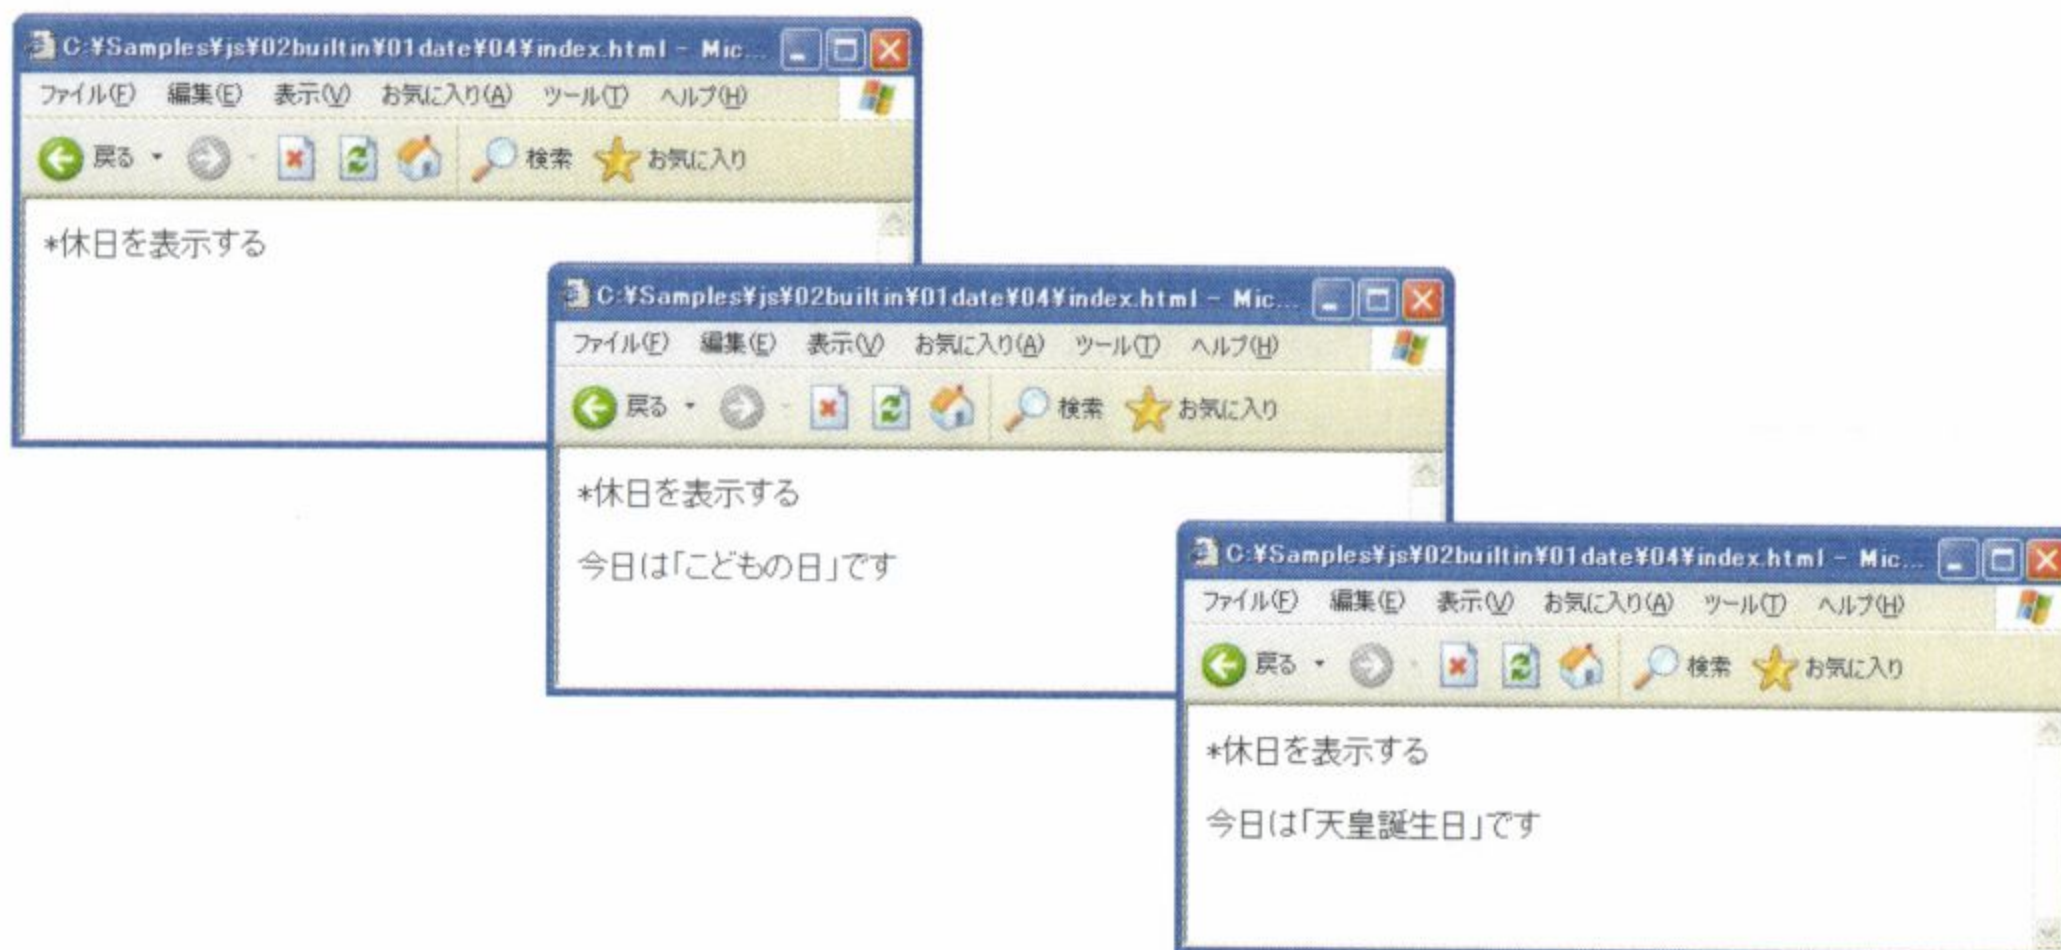 C:¥Samples¥js¥02builtin¥01date¥04¥index.html - Mic...
ファイル(F) 編集(E) 表示(V) お気に入り(A) ツール(T) ヘルプ(H)
戻る 検索 お気に入り
*休日を表示する
C:¥Samples¥js¥02builtin¥01date¥04¥index.html - Mic...
ファイル(F) 編集(E) 表示(V) お気に入り(A) ツール(T) ヘルプ(H)
戻る 検索 お気に入り
*休日を表示する
今日は「こどもの日」です
C:¥Samples¥js¥02builtin¥01date¥04¥index.html - Mic...
ファイル(F) 編集(E) 表示(V) お気に入り(A) ツール(T) ヘルプ(H)
戻る 検索 お気に入り
*休日を表示する
今日は「天皇誕生日」です